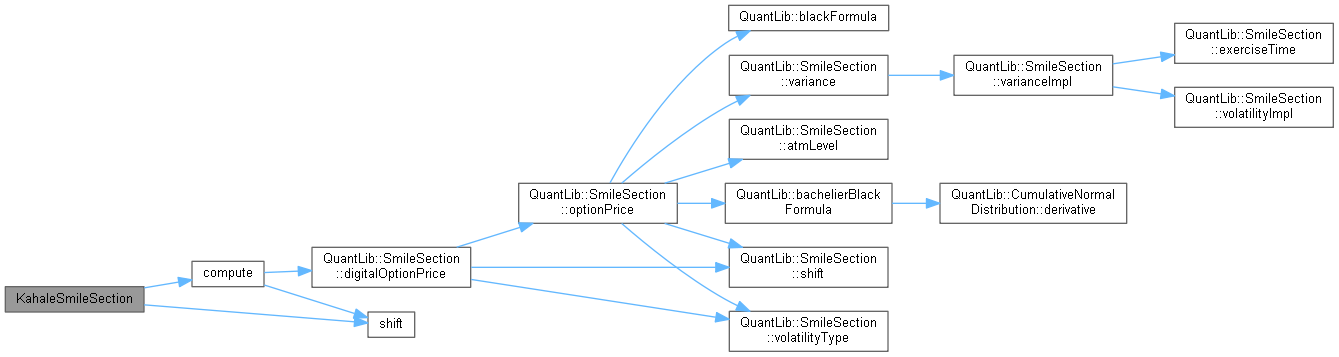 KahaleSmileSection
compute
shift
QuantLib::SmileSection
::digitalOptionPrice
QuantLib::SmileSection
::optionPrice
QuantLib::blackFormula
QuantLib::SmileSection
::variance
QuantLib::SmileSection
::atmLevel
QuantLib::bachelierBlack
Formula
QuantLib::SmileSection
::shift
QuantLib::SmileSection
::volatilityType
QuantLib::SmileSection
::varianceImpl
QuantLib::CumulativeNormal
Distribution::derivative
QuantLib::SmileSection
::exerciseTime
QuantLib::SmileSection
::volatilityImpl